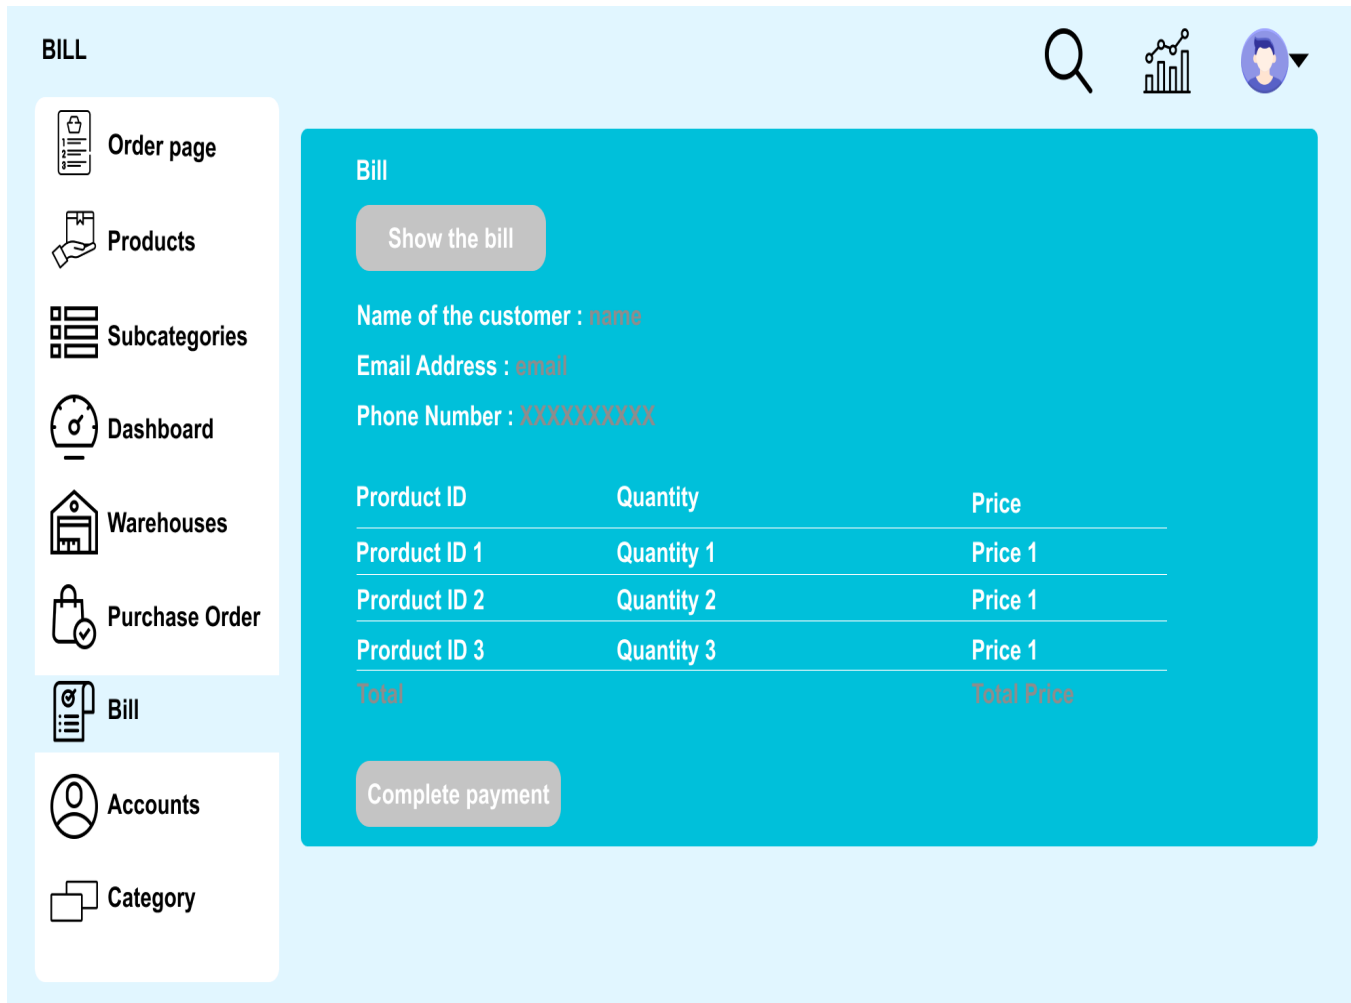 BILL
Order page
Products
Subcategories
Dashboard
Warehouses
Purchase Order
Bill
Accounts
Category
Bill
Show the bill
Name of the customer : name
Email Address : email
Phone Number : XXXXXXXXXX
Prorduct ID Quantity Price
Prorduct ID 1 Quantity 1 Price 1
Prorduct ID 2 Quantity 2 Price 1
Prorduct ID 3 Quantity 3 Price 1
Total Total Price
Complete payment